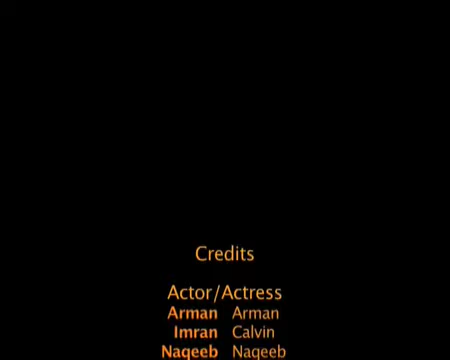 Credits
Actor/Actress
Arman Arman
Imran Calvin
Naqeeb Naqeeb